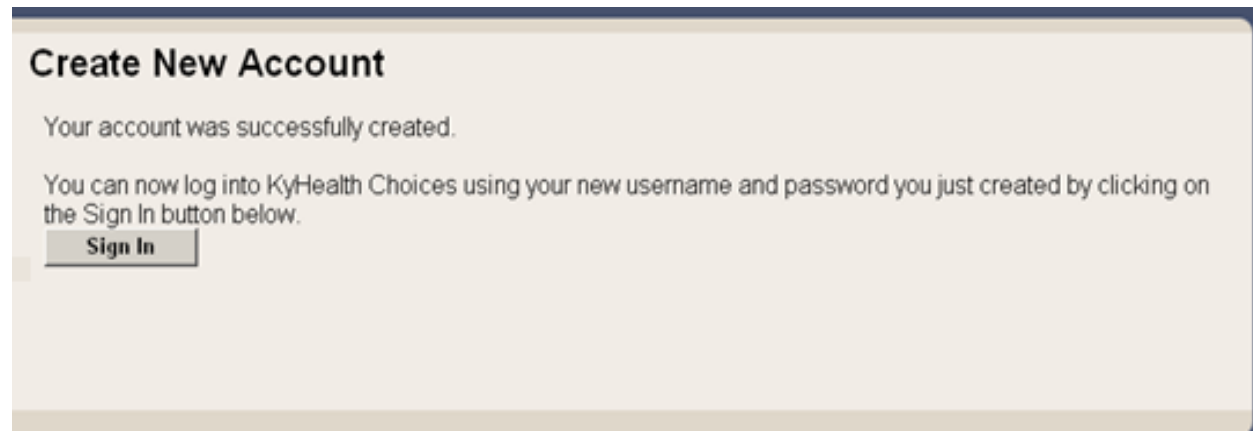 Create New Account
Your account was successfully created.
You can now log into KyHealth Choices using your new username and password you just created by clicking on
the Sign In button below.
Sign In